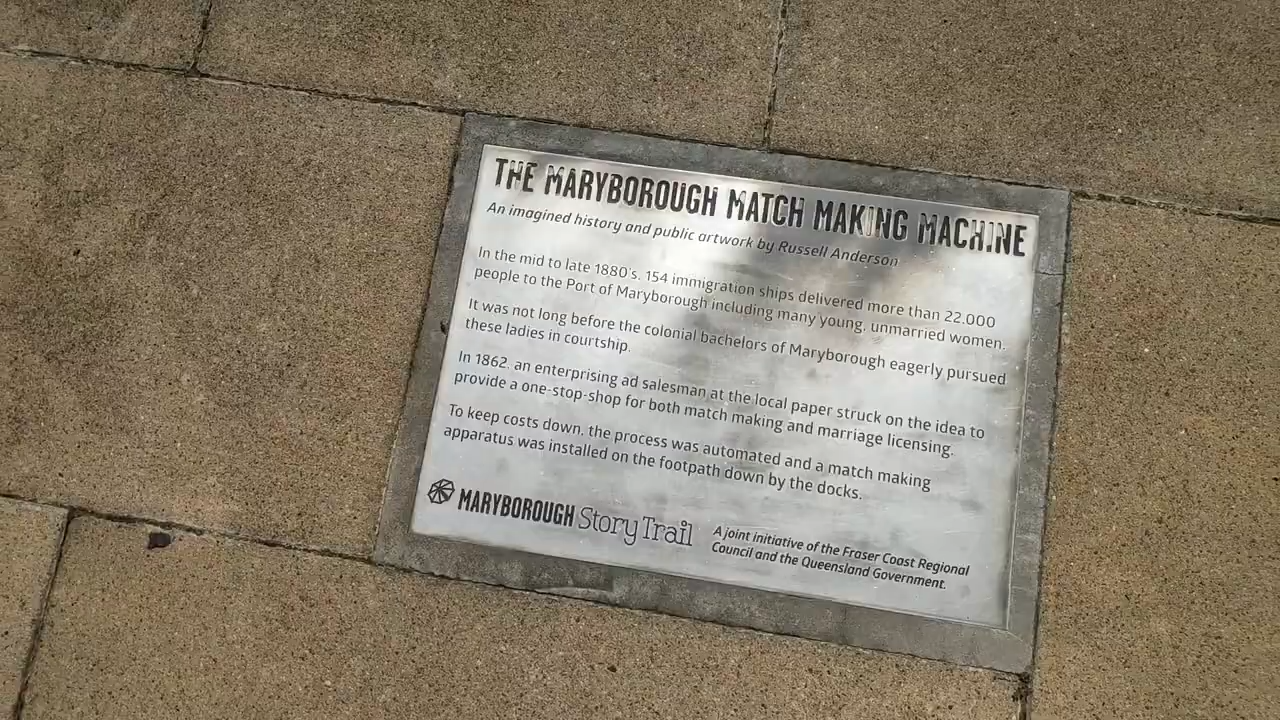 THE MARYBOROUGH MATCH MAKING MACHINE
An imagined history and public artwork by Russell Anderson
In the mid to late 1880's, 154 immigration ships delivered more than 22,000
people to the Port of Maryborough including many young, unmarried women.
It was not long before the colonial bachelors of Maryborough eagerly pursued
these ladies in courtship.
In 1862, an enterprising ad salesman at the local paper struck on the idea to
provide a one-stop-shop for both match making and marriage licensing.
To keep costs down, the process was automated and a match making
apparatus was installed on the footpath down by the docks.
MARYBOROUGH Story Trail
A joint initiative of the Fraser Coast Regional
Council and the Queensland Government.